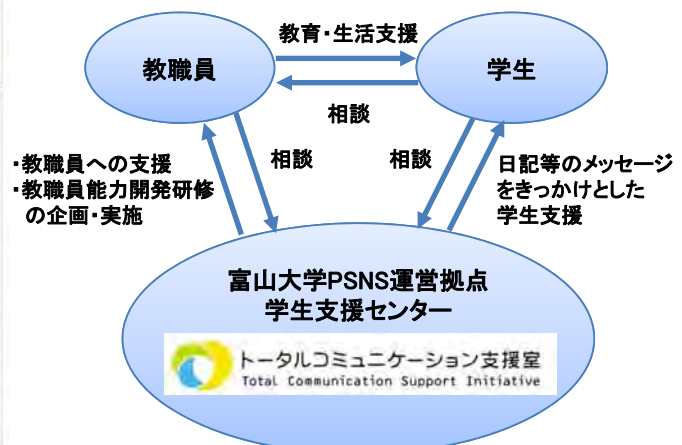 教育・生活支援
教職員
学生
相談
・教職員への支援
・教職員能力開発研修
の企画・実施
相談
相談
日記等のメッセージ
をきっかけとした
学生支援
富山大学PSNS運営拠点
学生支援センター
トータルコミュニケーション支援室
Total Communication Support Initiative